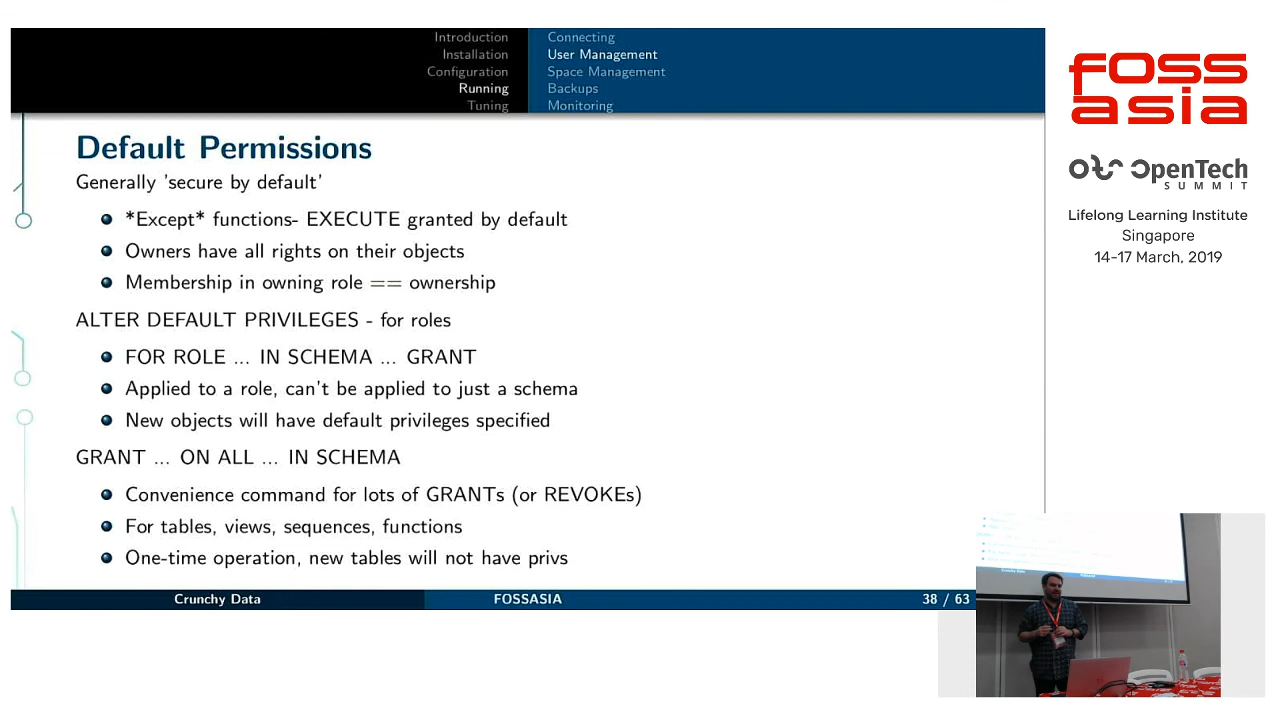 Introduction
Installation
Configuration
Running
Tuning
Connecting
User Management
Space Management
Backups
Monitoring
Default Permissions
Generally 'secure by default'
*Except* functions- EXECUTE granted by default
Owners have all rights on their objects
Membership in owning role == ownership
ALTER DEFAULT PRIVILEGES - for roles
FOR ROLE ... IN SCHEMA ... GRANT
Applied to a role, can't be applied to just a schema
New objects will have default privileges specified
GRANT ... ON ALL ... IN SCHEMA
Convenience command for lots of GRANTs (or REVOKEs)
For tables, views, sequences, functions
One-time operation, new tables will not have privs
Crunchy Data
FOSSASIA
38 / 63
foss
asia
OTS OpenTech
SUMMIT
Lifelong Learning Institute
Singapore
14-17 March, 2019